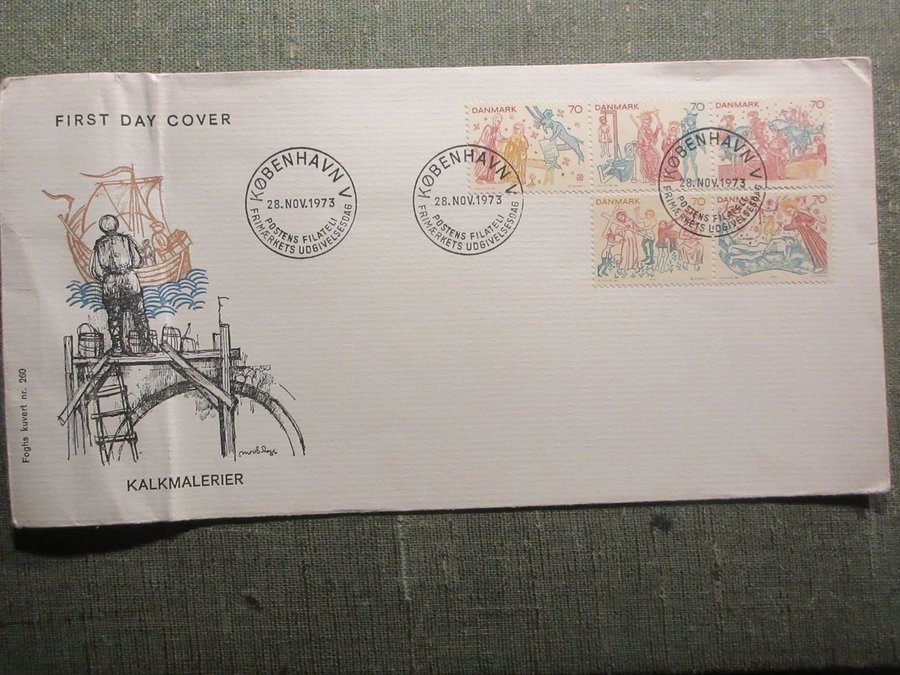 FIRST DAY COVER
DANMARK 70
DANMARK 70
DANMARK 70
KØBENHAVN V
28.NOV.1973
POSTENS FILATELI
FRIMÆRKETS UDGIVELSESDAG
KØBENHAVN V
28.NOV.1973
POSTENS FILATELI
FRIMÆRKETS UDGIVELSESDAG
KØBENHAVN V
28.NOV.1973
POSTENS FILATELI
FRIMÆRKETS UDGIVELSESDAG
DANMARK 70
DANMARK 70
Foghs kuvert nr. 260
KALKMALERIER